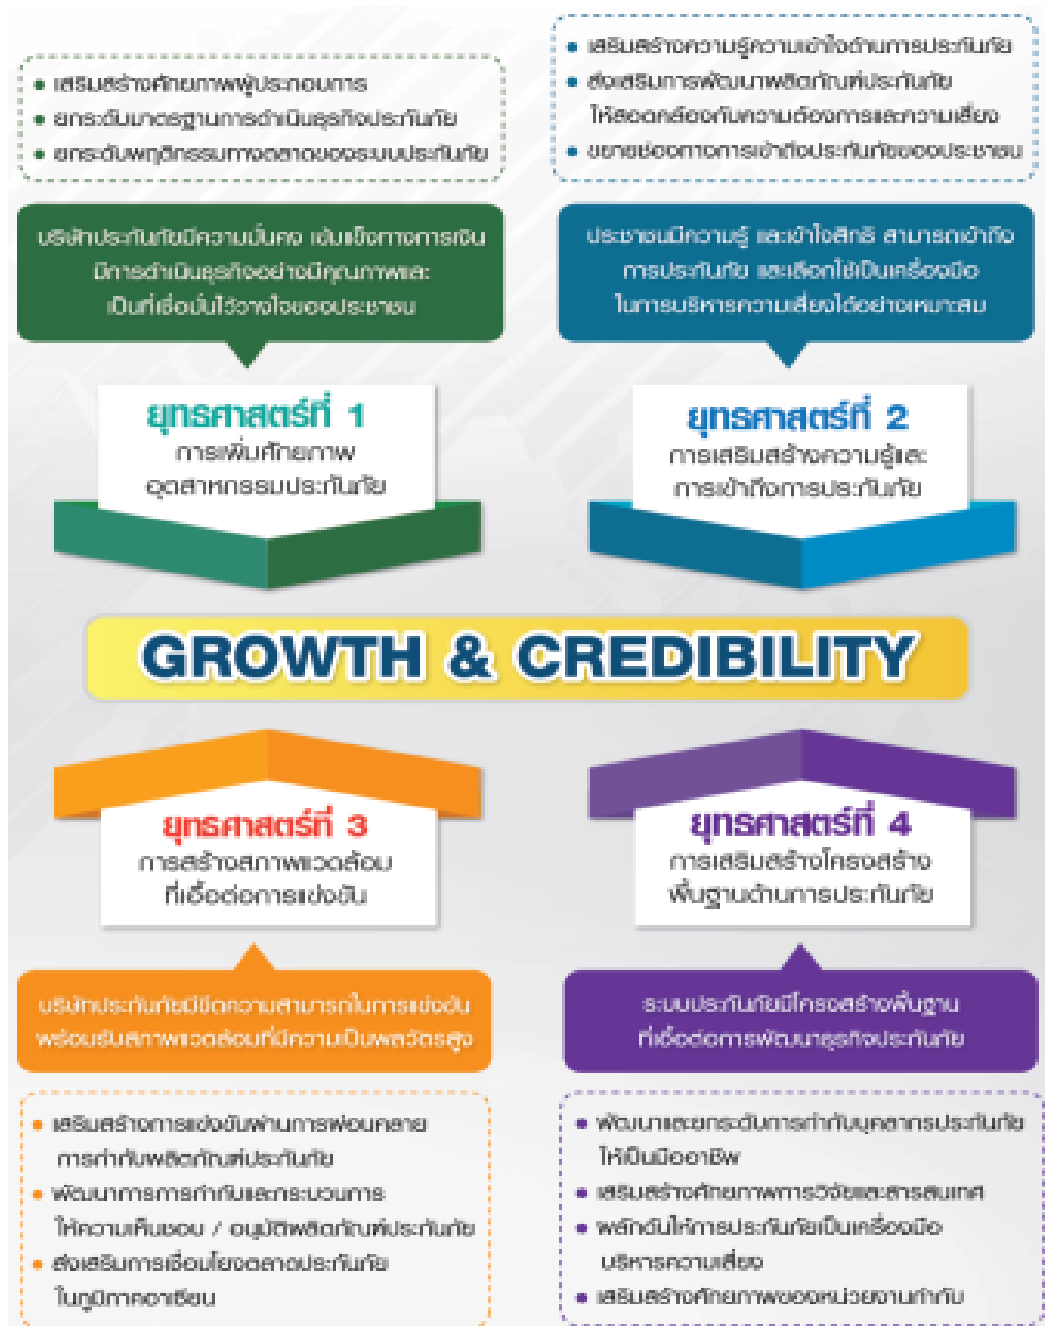 • เสริมสร้างศักยภาพผู้ประกอบการ
• ยกระดับมาตรฐานการดำเนินธุรกิจประกันภัย
• ยกระดับพฤติกรรมทางตลาดของระบบประกันภัย
บริษัทประกันภัยมีความมั่นคง เข้มแข็งทางการเงิน
มีการดำเนินธุรกิจอย่างมีคุณภาพและ
เป็นที่เชื่อมั่นไว้วางใจของประชาชน
ยุทธศาสตร์ที่ 1
การเพิ่มศักยภาพ
อุตสาหกรรมประกันภัย
• เสริมสร้างความรู้ความเข้าใจด้านการประกันภัย
• ส่งเสริมการพัฒนาผลิตภัณฑ์ประกันภัย
ให้สอดคล้องกับความต้องการและความเสี่ยง
• ขยายช่องทางการเข้าถึงประกันภัยของประชาชน
ประชาชนมีความรู้ และเข้าใจสิทธิ สามารถเข้าถึง
การประกันภัย และเลือกใช้เป็นเครื่องมือ
ในการบริหารความเสี่ยงได้อย่างเหมาะสม
ยุทธศาสตร์ที่ 2
การเสริมสร้างความรู้และ
การเข้าถึงการประกันภัย
GROWTH & CREDIBILITY
ยุทธศาสตร์ที่ 3
การสร้างสภาพแวดล้อม
ที่เอื้อต่อการแข่งขัน
บริษัทประกันภัยมีขีดความสามารถในการแข่งขัน
พร้อมรับสภาพแวดล้อมที่มีความเป็นพลวัตรสูง
• เสริมสร้างการแข่งขันผ่านการผ่อนคลาย
การกำกับผลิตภัณฑ์ประกันภัย
• พัฒนาการการกำกับและกระบวนการ
ให้ความเห็นชอบ / อนุมัติผลิตภัณฑ์ประกันภัย
• ส่งเสริมการเชื่อมโยงตลาดประกันภัย
ในภูมิภาคอาเซียน
ยุทธศาสตร์ที่ 4
การเสริมสร้างโครงสร้าง
พื้นฐานด้านการประกันภัย
ระบบประกันภัยมีโครงสร้างพื้นฐาน
ที่เอื้อต่อการพัฒนาธุรกิจประกันภัย
• พัฒนาและยกระดับการกำกับบุคลากรประกันภัย
ให้เป็นมืออาชีพ
• เสริมสร้างศักยภาพการวิจัยและสารสนเทศ
• ผลักดันให้การประกันภัยเป็นเครื่องมือ
บริหารความเสี่ยง
• เสริมสร้างศักยภาพของหน่วยงานกำกับ